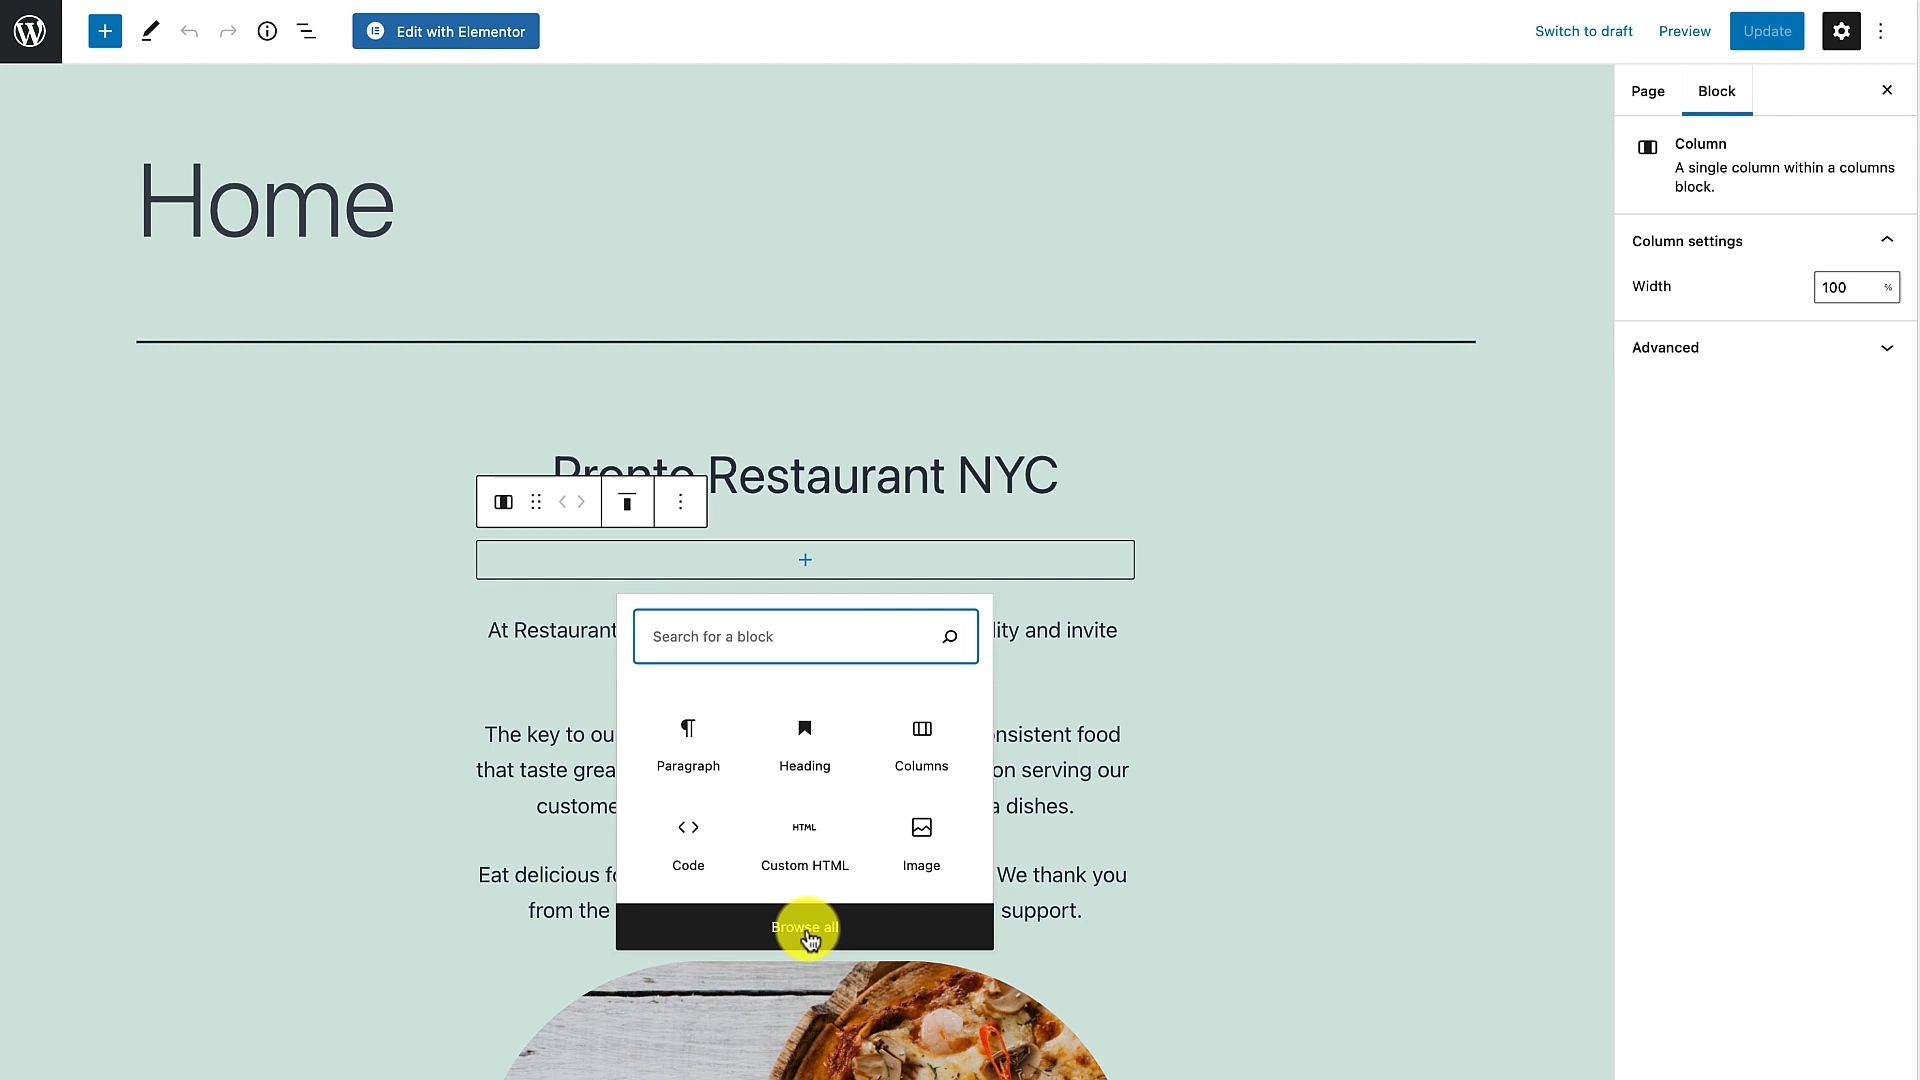 Edit with Elementor
Switch to draft
Preview
Update
Page
Block
Column
A single column within a columns
block.
Column settings
Width
100 %
Advanced
Home
Pronto Restaurant NYC
At Restaurant
lity and invite
Search for a block
The key to ou
nsistent food
that taste grea
on serving our
custome
a dishes.
Paragraph
Heading
Columns
HTML
Code
Custom HTML
Image
Eat delicious fo
We thank you
from the
support.
Browse all